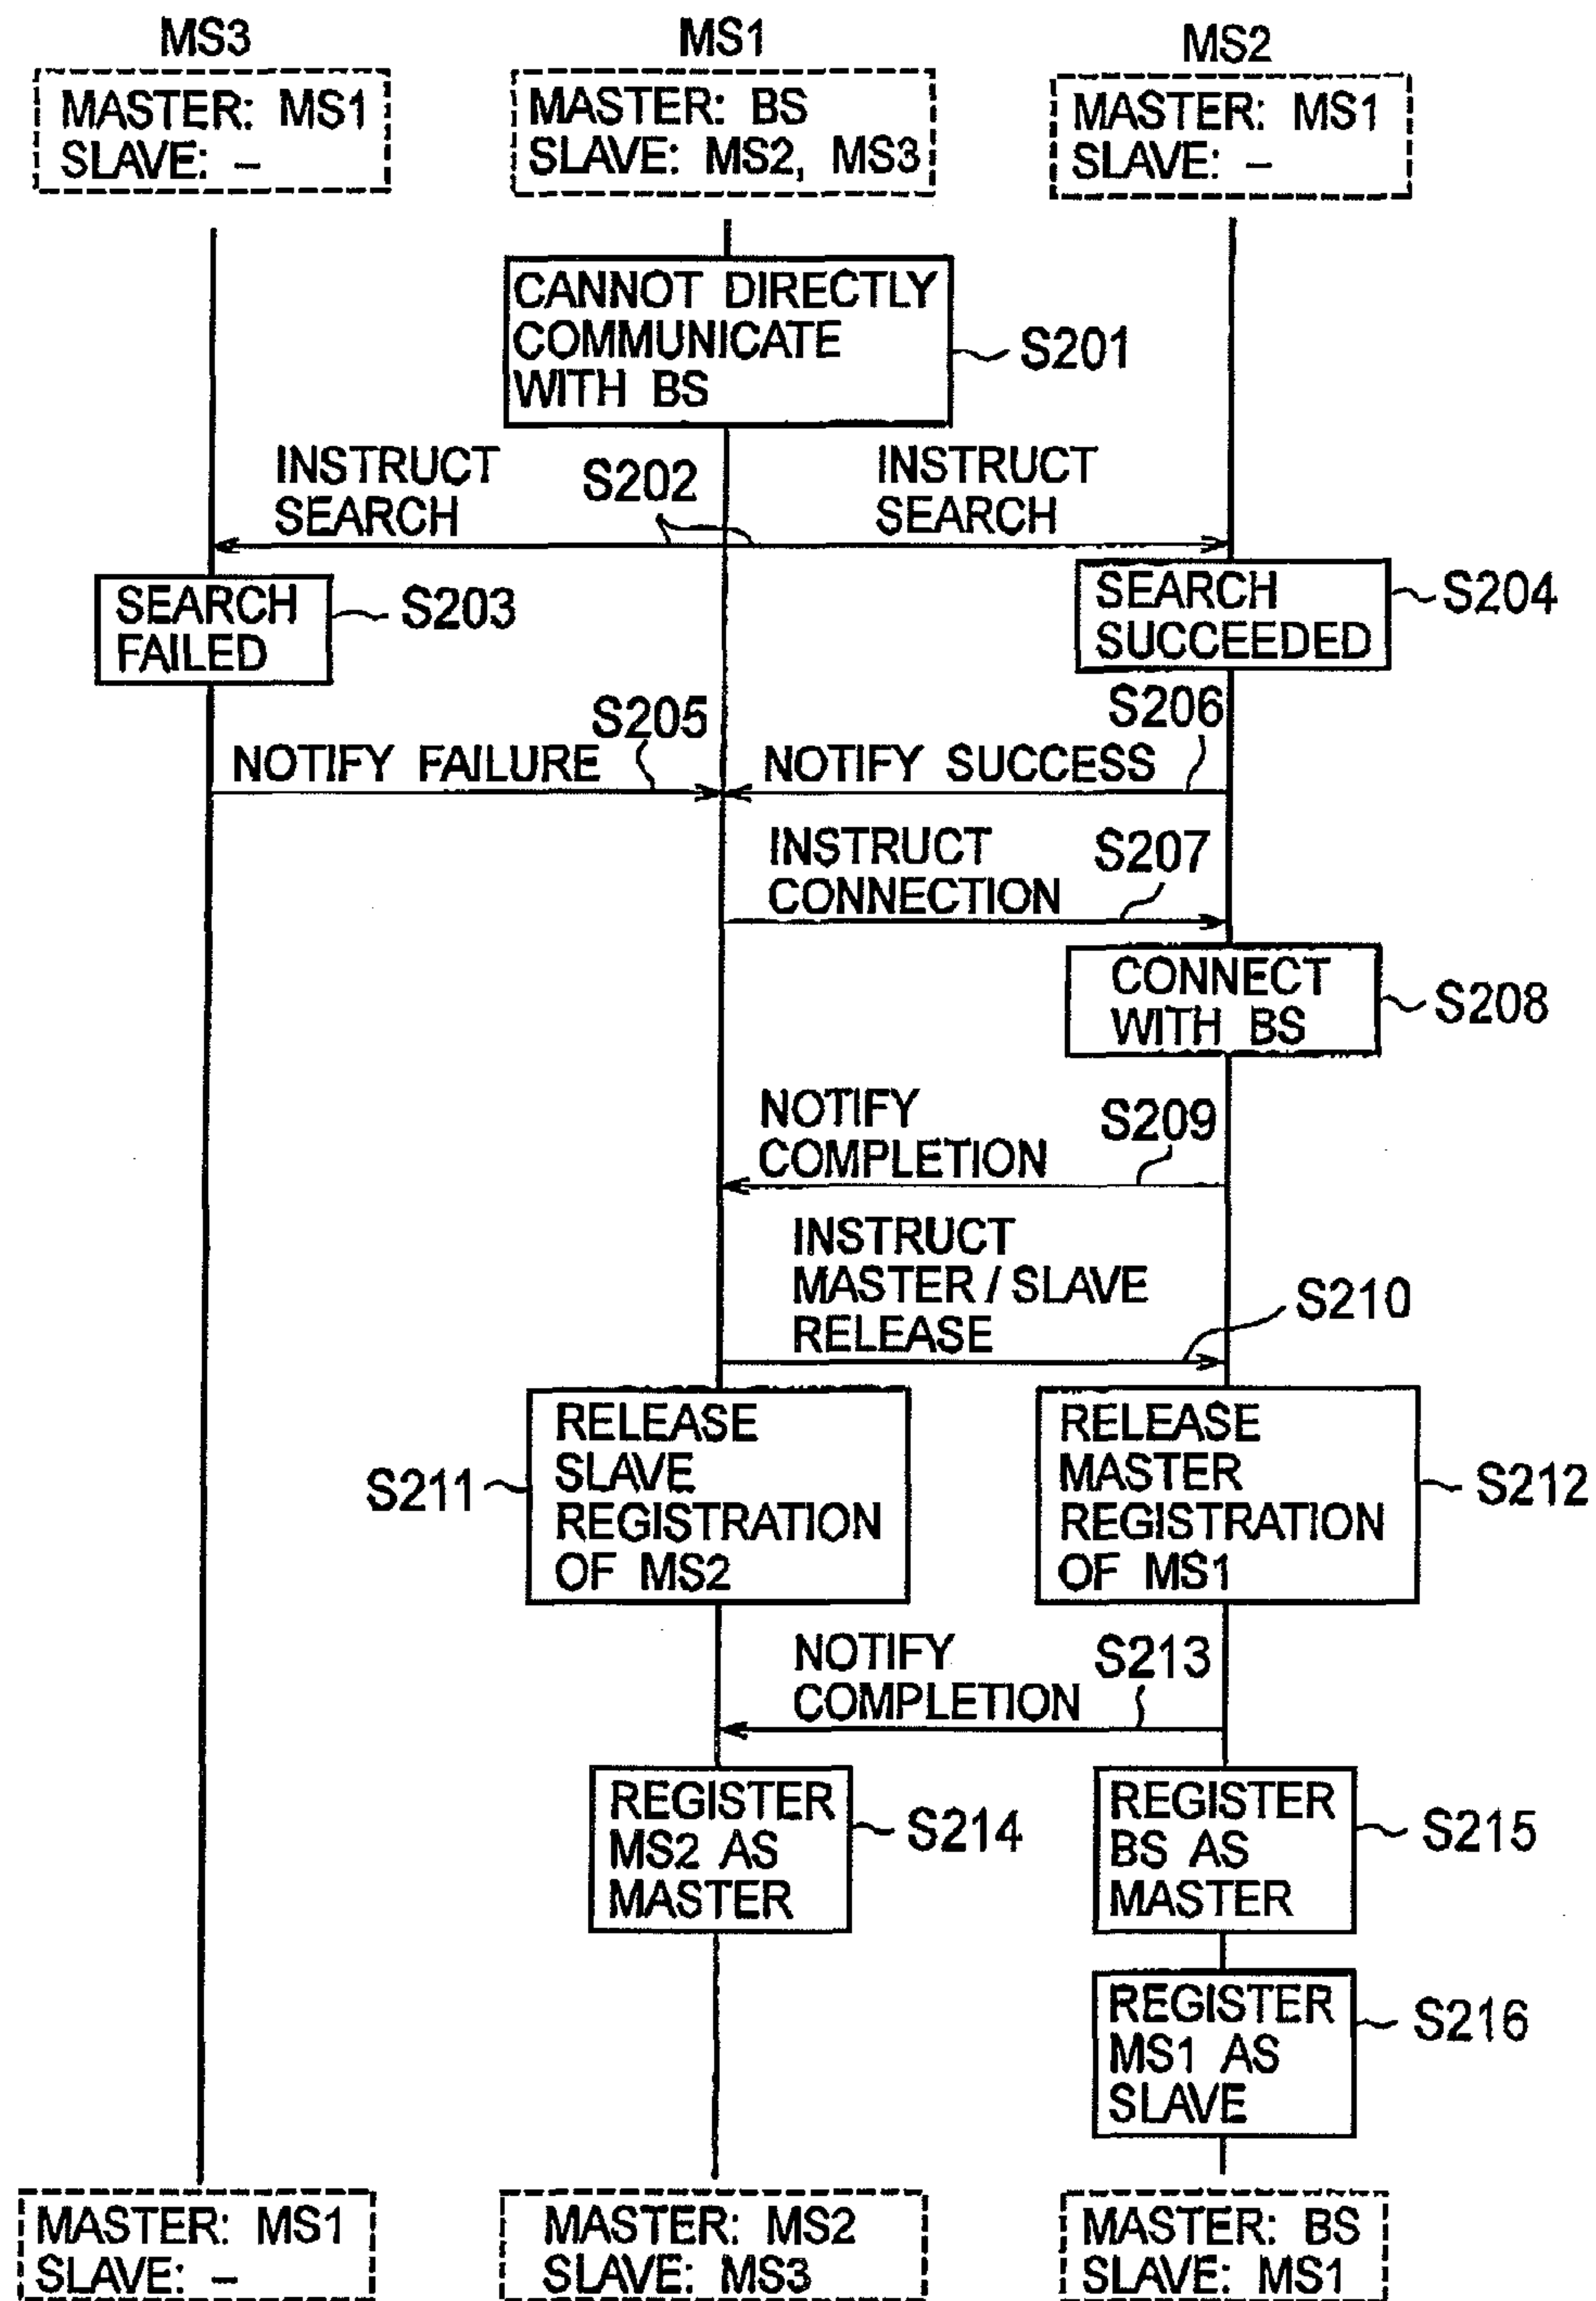 MS3
MS1
MS2
MASTER: MS1
SLAVE: –
MASTER: BS
SLAVE: MS2, MS3
MASTER: MS1
SLAVE: –
CANNOT DIRECTLY
COMMUNICATE
WITH BS
S201
INSTRUCT
SEARCH
S202
INSTRUCT
SEARCH
SEARCH
FAILED
S203
SEARCH
SUCCEEDED
S204
S205
NOTIFY FAILURE
S206
NOTIFY SUCCESS
INSTRUCT
CONNECTION
S207
CONNECT
WITH BS
S208
NOTIFY
COMPLETION
S209
INSTRUCT
MASTER / SLAVE
RELEASE
S210
S211
RELEASE
SLAVE
REGISTRATION
OF MS2
RELEASE
MASTER
REGISTRATION
OF MS1
S212
NOTIFY
COMPLETION
S213
REGISTER
MS2 AS
MASTER
S214
REGISTER
BS AS
MASTER
S215
REGISTER
MS1 AS
SLAVE
S216
MASTER: MS1
SLAVE: –
MASTER: MS2
SLAVE: MS3
MASTER: BS
SLAVE: MS1